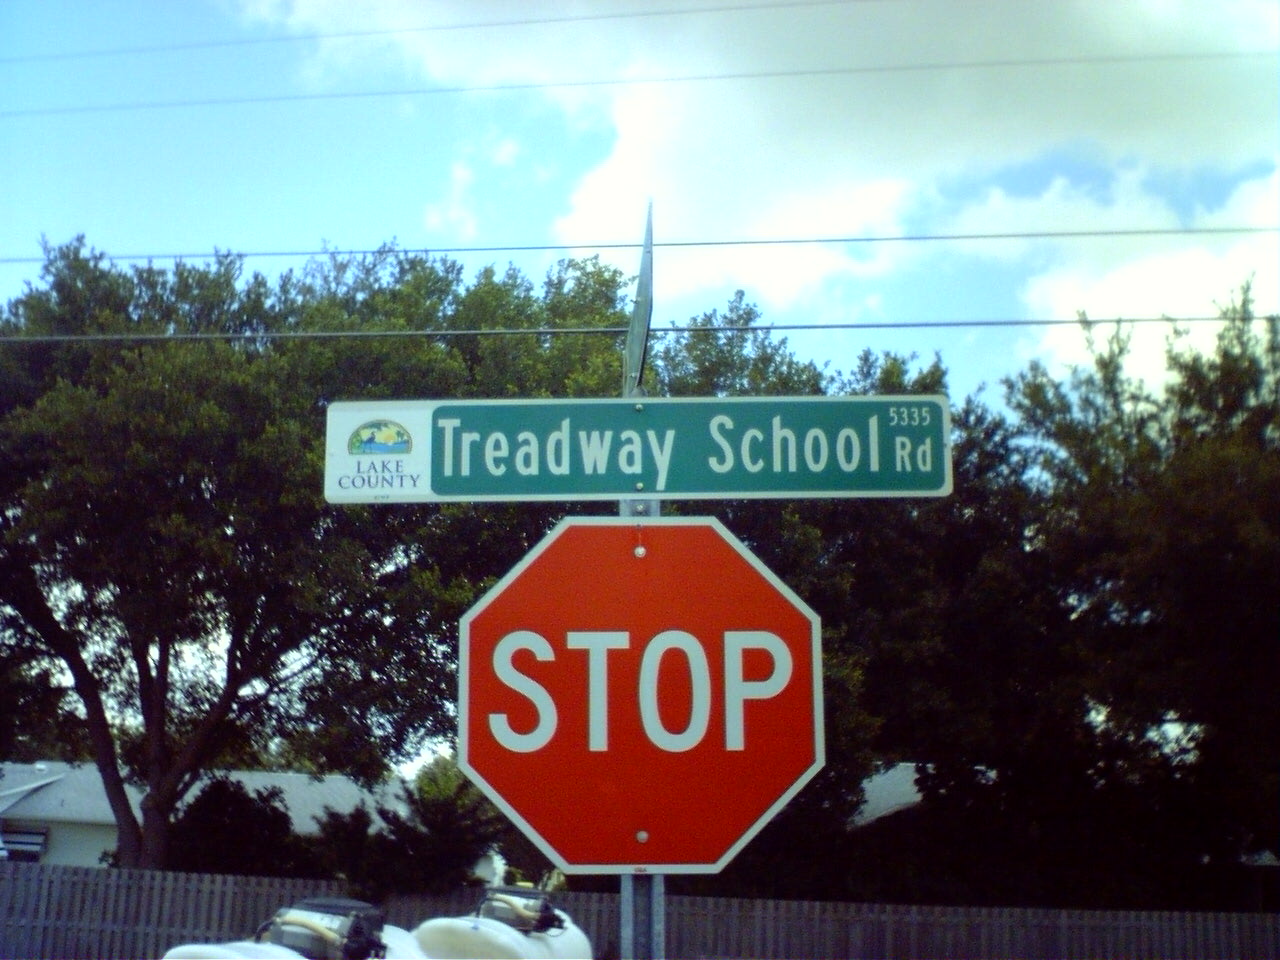 LAKE
COUNTY
Treadway School
5335
Rd
STOP